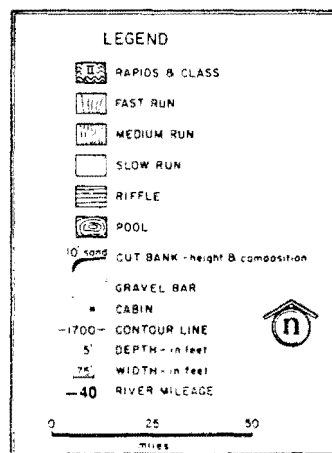 LEGEND
II RAPIDS & CLASS
FAST RUN
MEDIUM RUN
SLOW RUN
RIFFLE
POOL
10' sand CUT BANK - height & composition
GRAVEL BAR
CABIN
-1700- CONTOUR LINE
n
5' DEPTH - in feet
75' WIDTH - in feet
-40 RIVER MILEAGE
0 25 50
miles